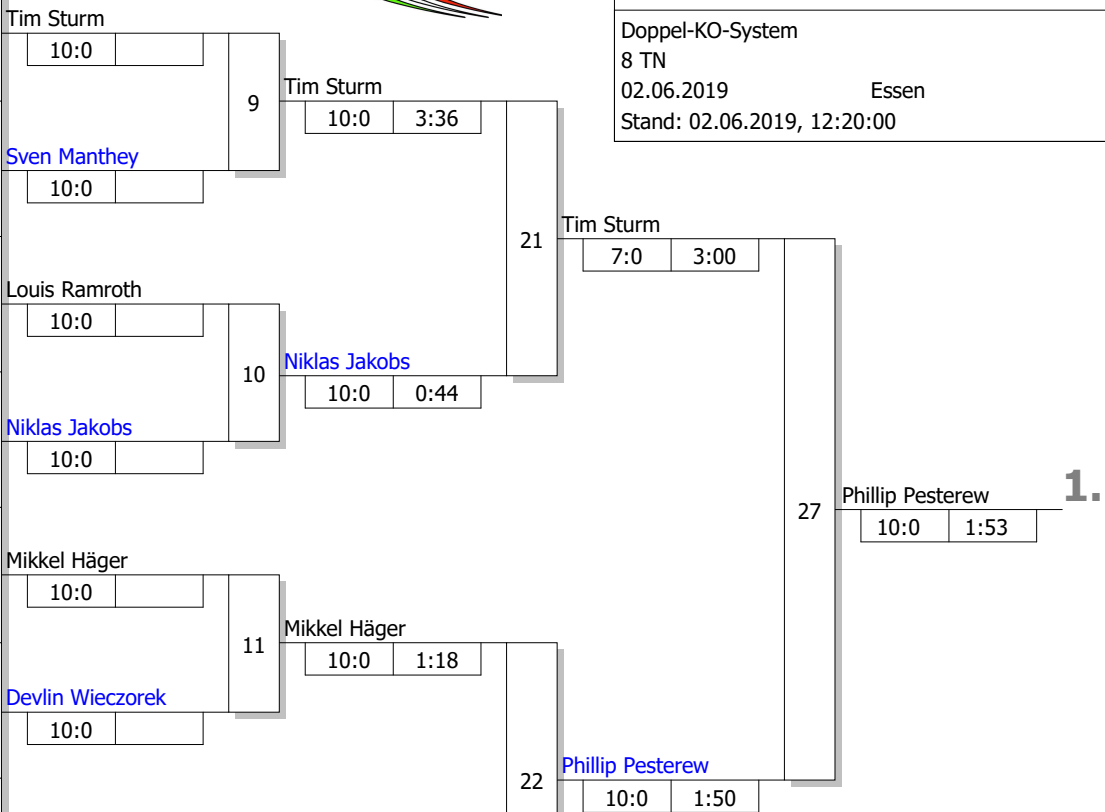 Doppel-KO-System
8 TN
02.06.2019 Essen
Stand: 02.06.2019, 12:20:00
Tim Sturm
10:0
9
Tim Sturm
10:0 3:36
Sven Manthey
10:0
21
Tim Sturm
7:0 3:00
Louis Ramroth
10:0
10
Niklas Jakobs
10:0 0:44
Niklas Jakobs
10:0
27
Phillip Pesterew
1.
10:0 1:53
Mikkel Häger
10:0
11
Mikkel Häger
10:0 1:18
Devlin Wieczorek
10:0
22
Phillip Pesterew
10:0 1:50